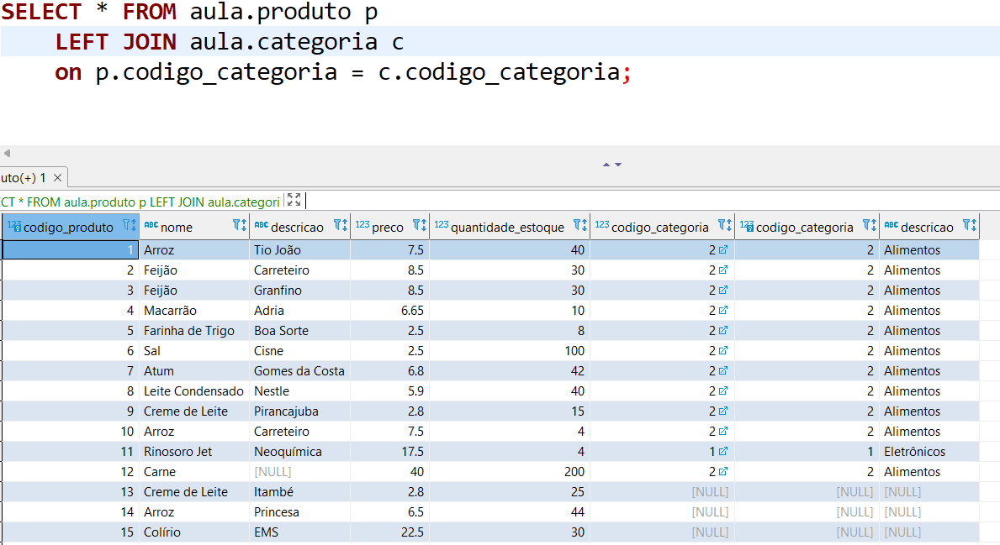 SELECT * FROM aula.produto p
LEFT JOIN aula.categoria c
on p.codigo_categoria = c.codigo_categoria;
uto(+) 1 ×
CT * FROM aula.produto p LEFT JOIN aula.categori
123 codigo_produto ABC nome ABC descricao 123 preco 123 quantidade_estoque 123 codigo_categoria 123 codigo_categoria ABC descricao
1 Arroz Tio João 7.5 40 2 2 Alimentos
2 Feijão Carreteiro 8.5 30 2 2 Alimentos
3 Feijão Granfino 8.5 30 2 2 Alimentos
4 Macarrão Adria 6.65 10 2 2 Alimentos
5 Farinha de Trigo Boa Sorte 2.5 8 2 2 Alimentos
6 Sal Cisne 2.5 100 2 2 Alimentos
7 Atum Gomes da Costa 6.8 42 2 2 Alimentos
8 Leite Condensado Nestle 5.9 40 2 2 Alimentos
9 Creme de Leite Pirancajuba 2.8 15 2 2 Alimentos
10 Arroz Carreteiro 7.5 4 2 2 Alimentos
11 Rinosoro Jet Neoquímica 17.5 4 1 1 Eletrônicos
12 Carne [NULL] 40 200 2 2 Alimentos
13 Creme de Leite Itambé 2.8 25 [NULL] [NULL] [NULL]
14 Arroz Princesa 6.5 44 [NULL] [NULL] [NULL]
15 Colírio EMS 22.5 30 [NULL] [NULL] [NULL]